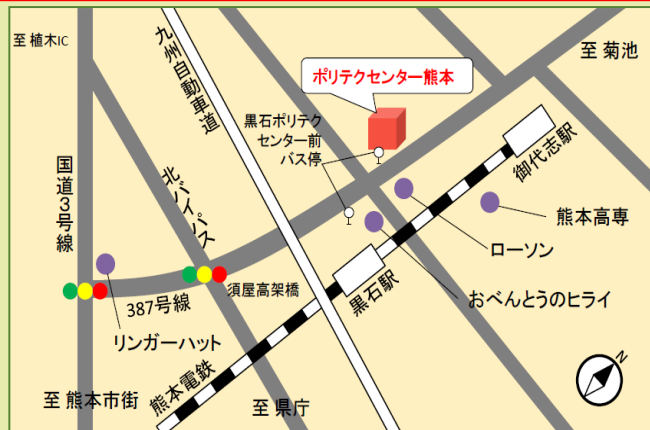 至 植木IC
九州自動車道
至 菊池
ポリテクセンター熊本
黒石ポリテク
センター前
バス停
御代志駅
国道3号線
北バイパス
熊本高専
ローソン
須屋高架橋
黒石駅
おべんとうのヒライ
387号線
リンガーハット
熊本電鉄
至 熊本市街
至 県庁
N